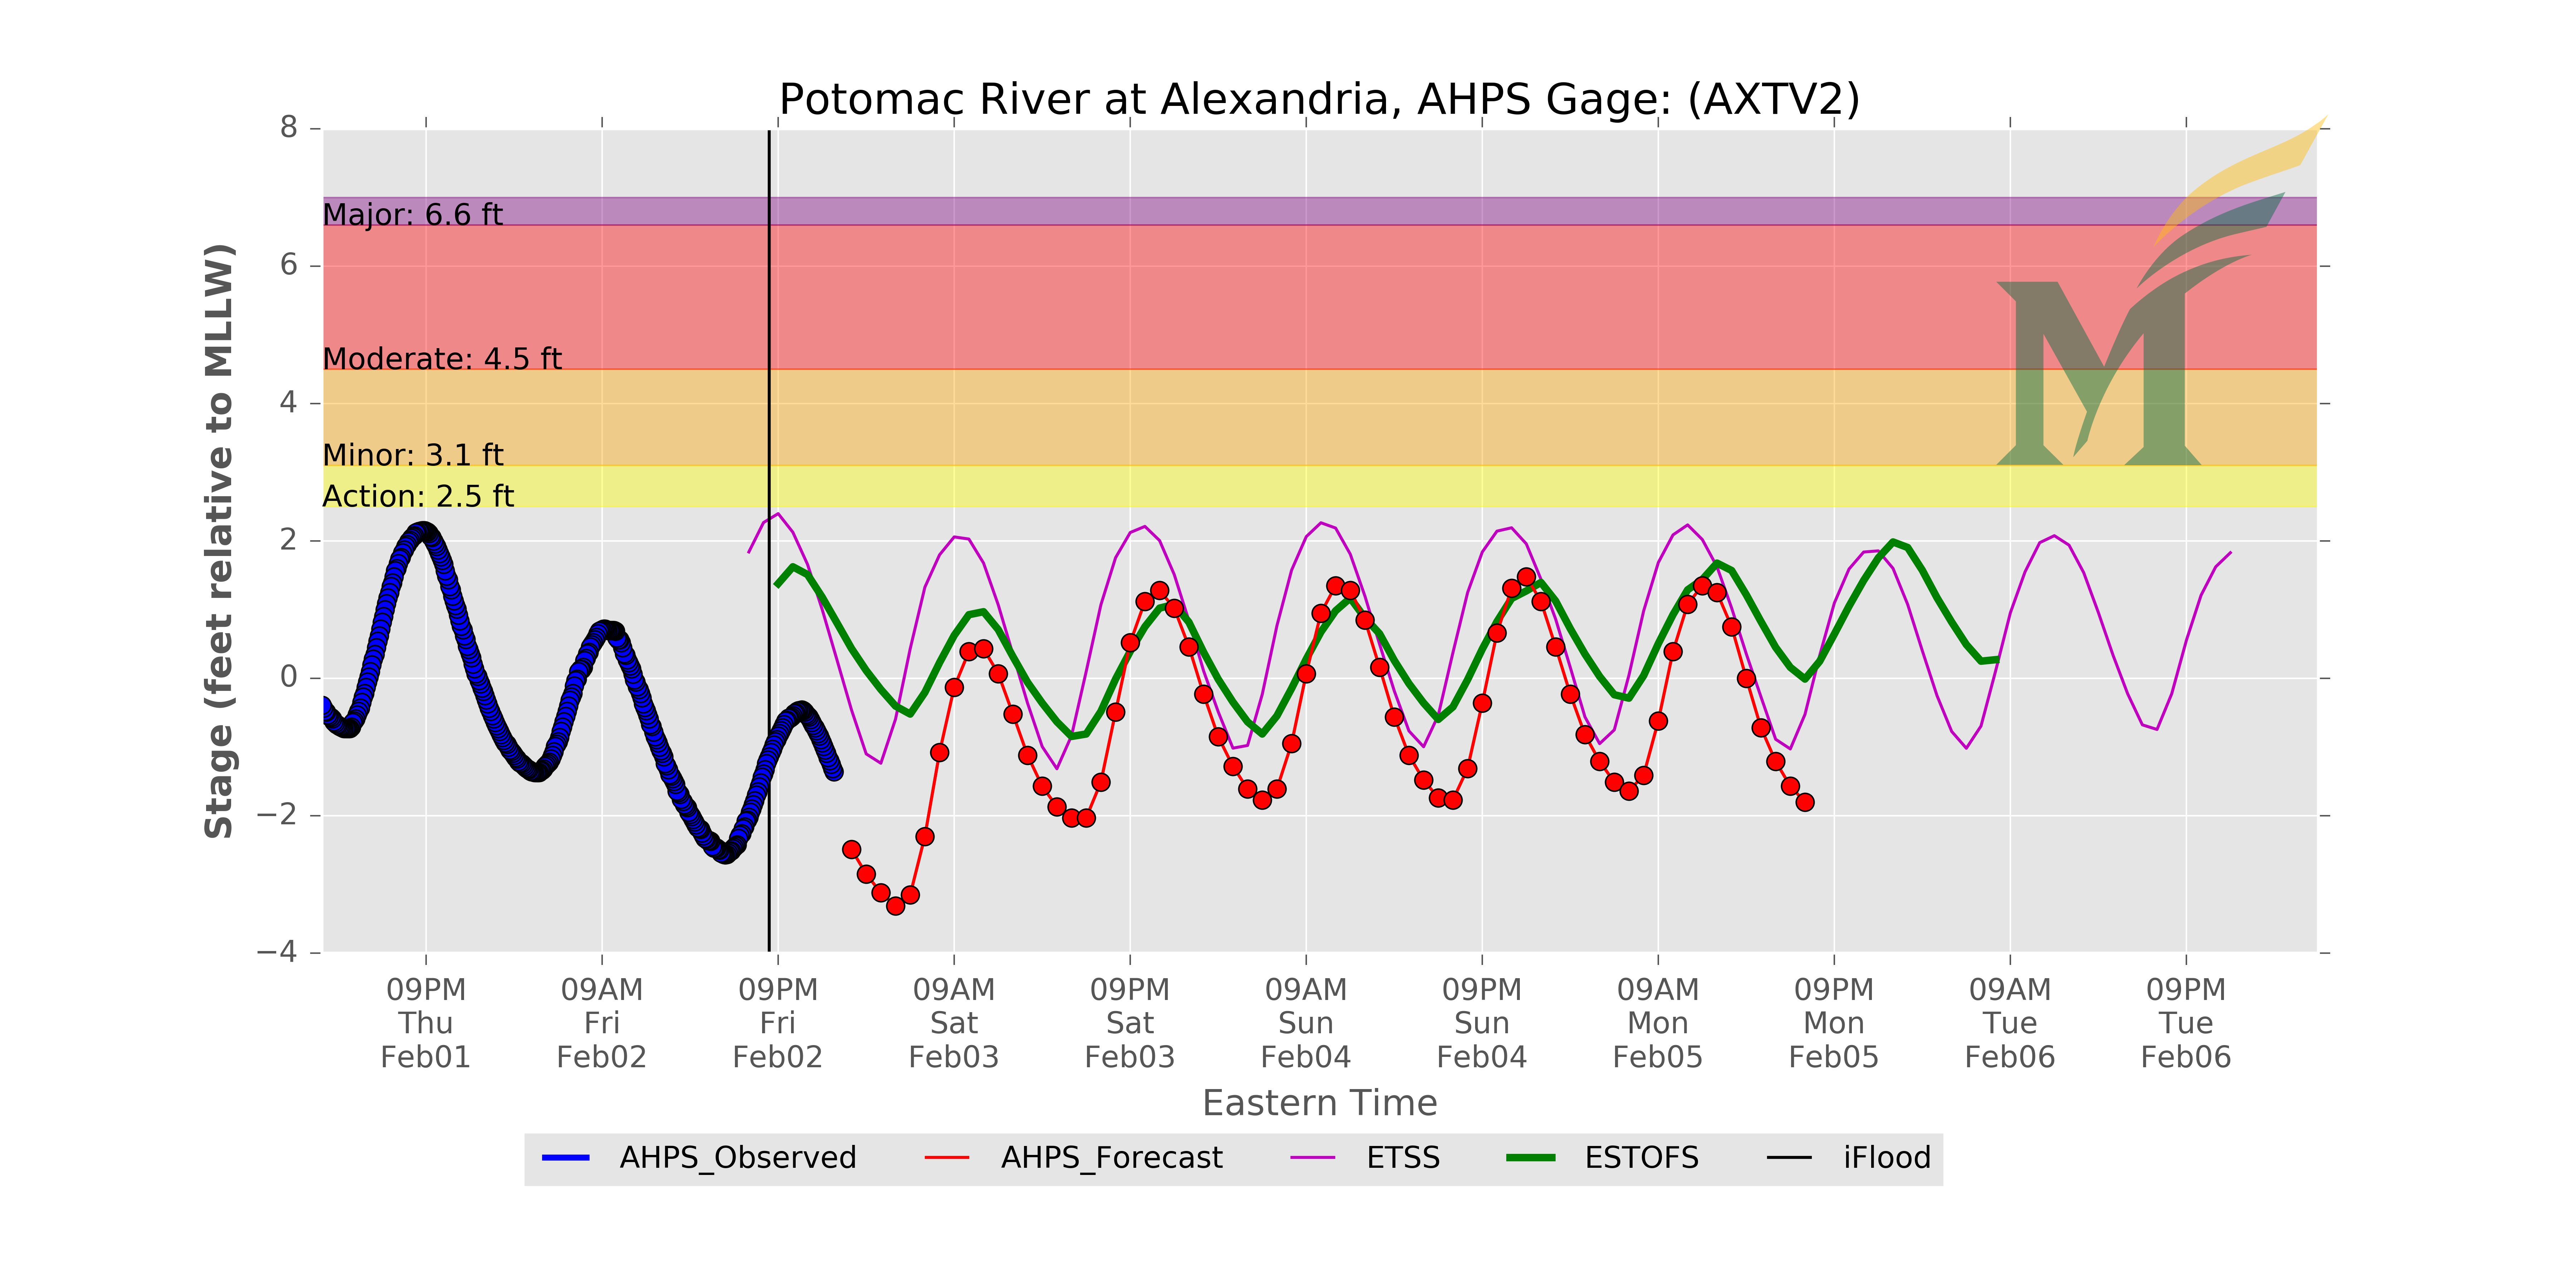 Potomac River at Alexandria, AHPS Gage: (AXTV2)
Stage (feet relative to MLLW)
8
6
4
2
0
−2
−4
Major: 6.6 ft
Moderate: 4.5 ft
Minor: 3.1 ft
Action: 2.5 ft
M
09PM 09AM 09PM 09AM 09PM 09AM 09PM 09AM 09PM 09AM 09PM
Thu Fri Fri Sat Sat Sun Sun Mon Mon Tue Tue
Feb01 Feb02 Feb02 Feb03 Feb03 Feb04 Feb04 Feb05 Feb05 Feb06 Feb06
Eastern Time
AHPS_Observed AHPS_Forecast ETSS ESTOFS iFlood